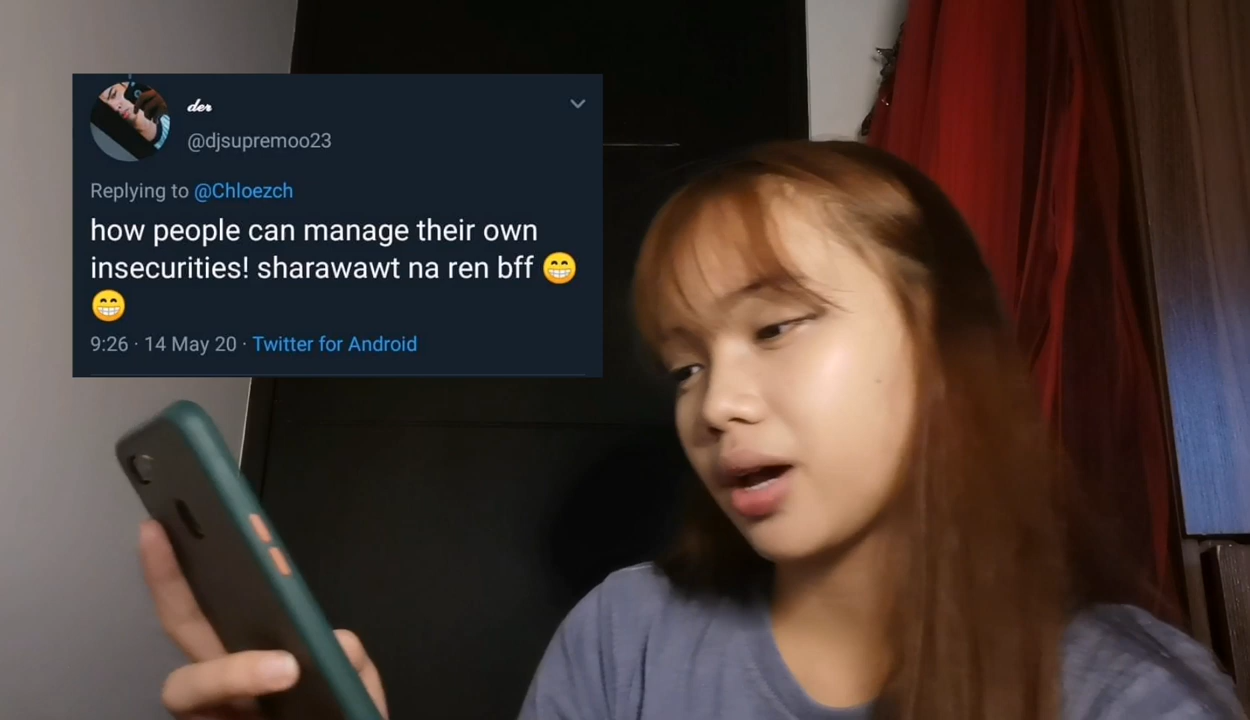 der
@djsupremoo23
Replying to @Chloezch
how people can manage their own
insecurities! sharawawt na ren bff 😁
😁
9:26 · 14 May 20 · Twitter for Android